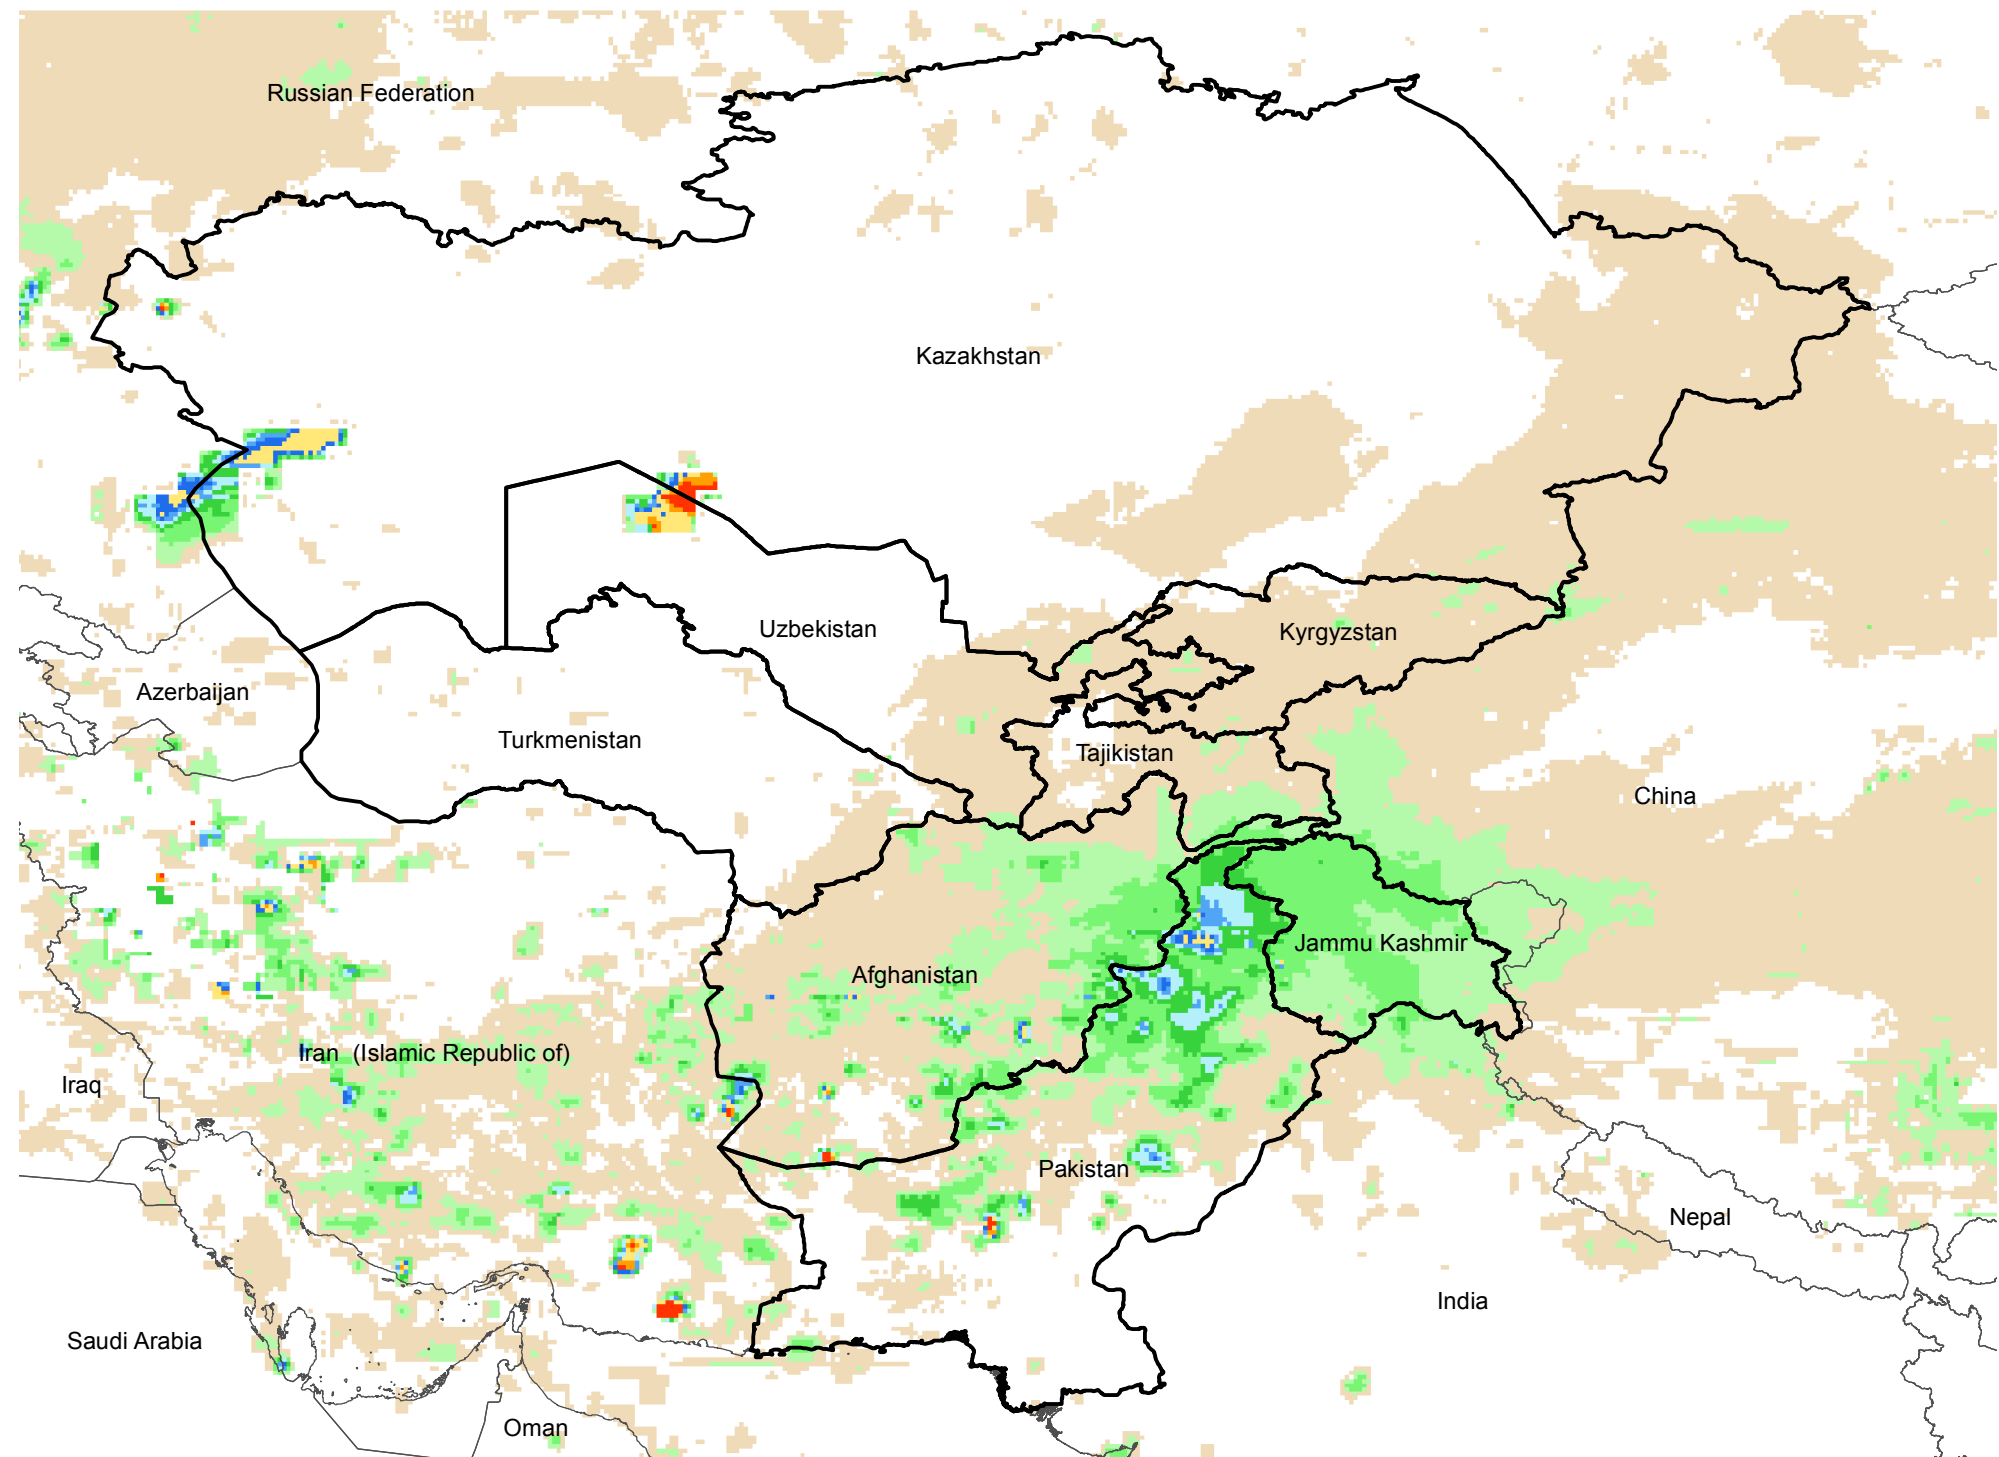 Russian Federation
Kazakhstan
Uzbekistan
Kyrgyzstan
Azerbaijan
Turkmenistan
Tajikistan
China
Jammu Kashmir
Afghanistan
Iran  (Islamic Republic of)
Iraq
Pakistan
Nepal
India
Saudi Arabia
Oman